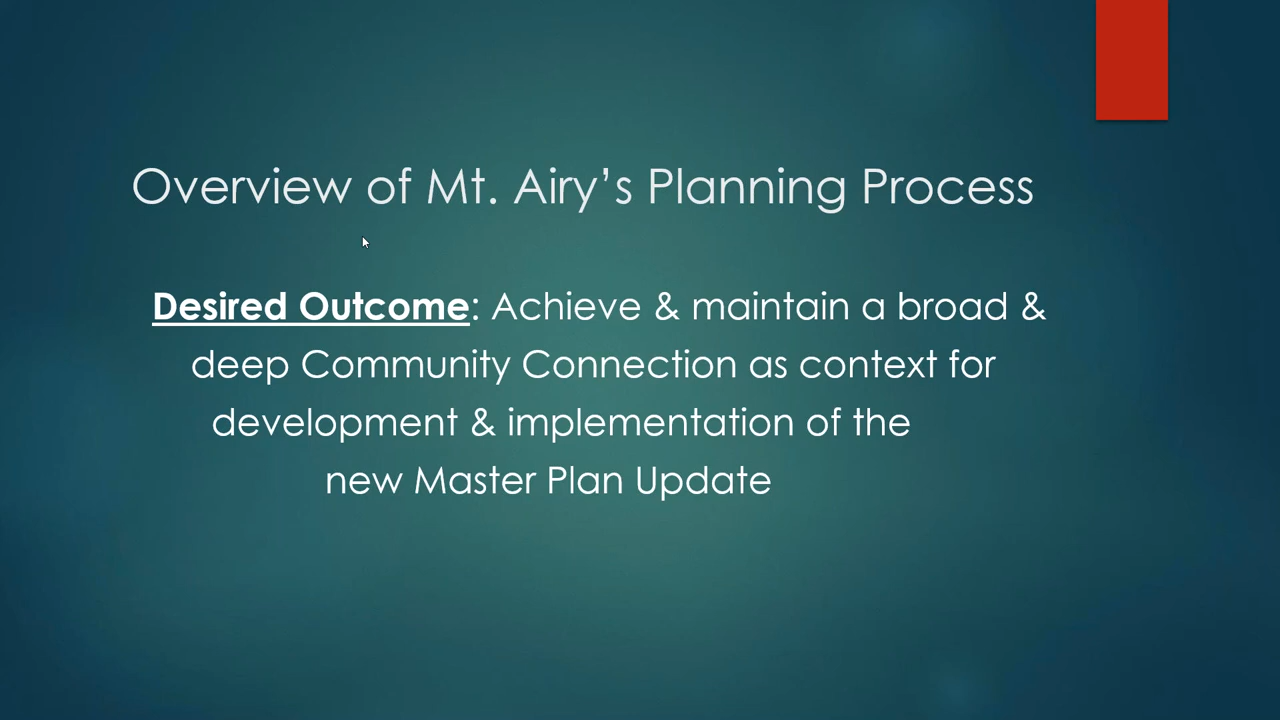 Overview of Mt. Airy’s Planning Process
Desired Outcome: Achieve & maintain a broad &
deep Community Connection as context for
development & implementation of the
new Master Plan Update